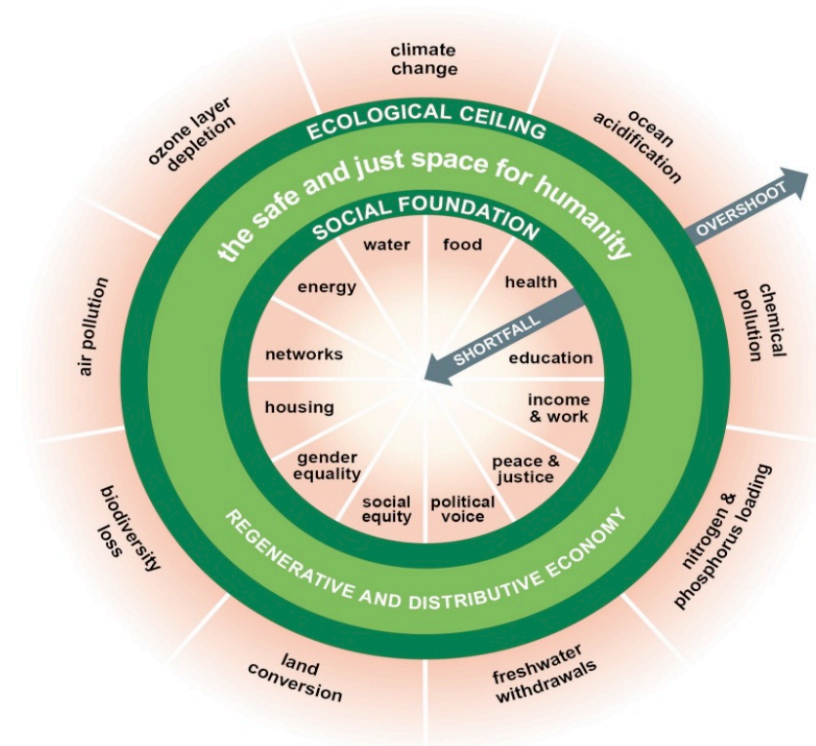 climate
change
ocean
acidification
chemical
pollution
nitrogen &
phosphorus loading
freshwater
withdrawals
land
conversion
biodiversity
loss
air pollution
ozone layer
depletion
ECOLOGICAL CEILING
the safe and just space for humanity
SOCIAL FOUNDATION
OVERSHOOT
water
food
health
SHORTFALL
education
income
& work
peace &
justice
political
voice
social
equity
gender
equality
housing
networks
energy
REGENERATIVE AND DISTRIBUTIVE ECONOMY